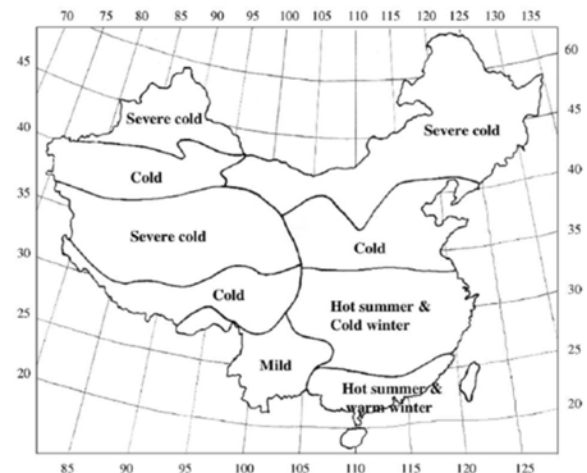 70 75 80 85 90 95 100 105 110 115 120 125 130 135
45
60
Severe cold
Severe cold
45
40
Cold
40
35
Severe cold
Cold
35
30
Cold
Hot summer &
Cold winter
30
25
Mild
25
20
Hot summer &
warm winter
20
85 90 95 100 105 110 115 120 125